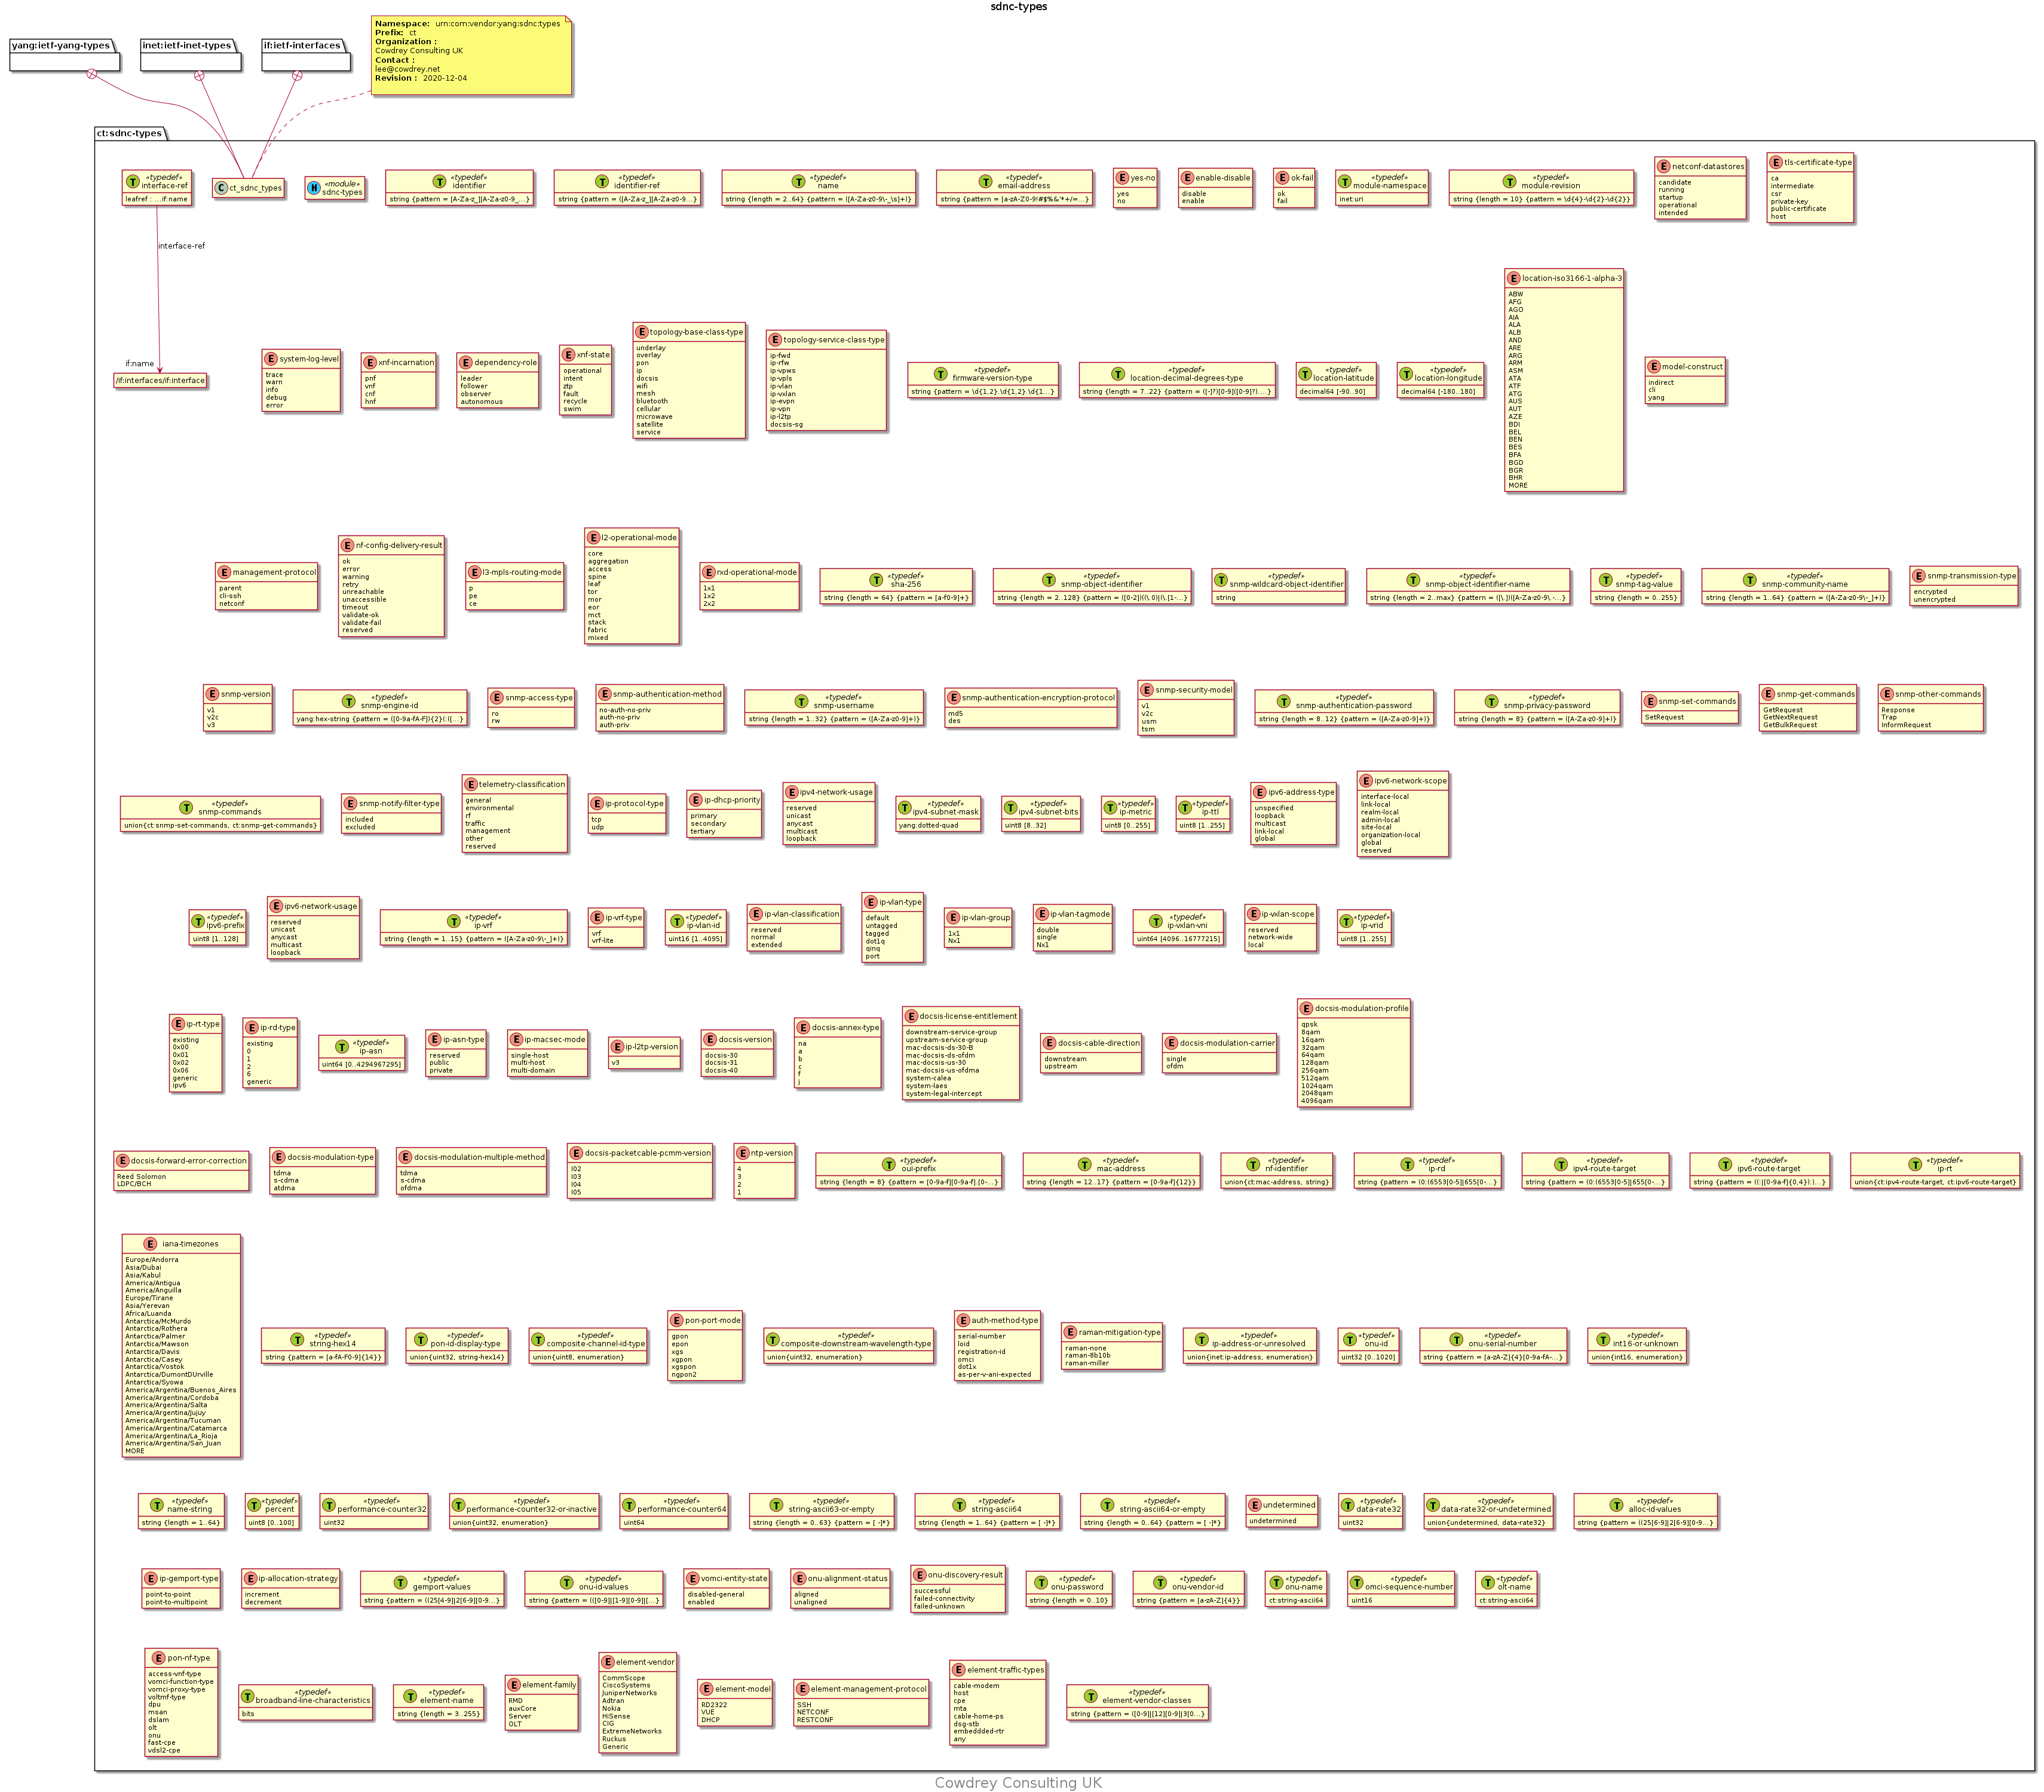 sdnc-types
Namespace: urn:com:vendor:yang:sdnc:types
Prefix: ct
Organization :
Cowdrey Consulting UK
Contact :
lee@cowdrey.net
Revision : 2020-12-04
yang:ietf-yang-types
inet:ietf-inet-types
if:ietf-interfaces
ct:sdnc-types
T «typedef»
interface-ref
leafref : ...if:name
C ct_sdnc_types
M «module»
sdnc-types
T «typedef»
identifier
string {pattern = [A-Za-z_][A-Za-z0-9_...}
T «typedef»
identifier-ref
string {pattern = ([A-Za-z_][A-Za-z0-9...}
T «typedef»
name
string {length = 2..64} {pattern = ([A-Za-z0-9\-_\s]+)}
T «typedef»
email-address
string {pattern = [a-zA-Z0-9!#$%&'*+/=...}
E yes-no
yes
no
E enable-disable
disable
enable
E ok-fail
ok
fail
T «typedef»
module-namespace
inet:uri
T «typedef»
module-revision
string {length = 10} {pattern = \d{4}-\d{2}-\d{2}}
E netconf-datastores
candidate
running
startup
operational
intended
E tls-certificate-type
ca
intermediate
csr
private-key
public-certificate
host
interface-ref
if:name
/if:interfaces/if:interface
E system-log-level
trace
warn
info
debug
error
E xnf-incarnation
pnf
vnf
cnf
hnf
E dependency-role
leader
follower
observer
autonomous
E xnf-state
operational
intent
ztp
fault
recycle
swim
E topology-base-class-type
underlay
overlay
pon
ip
docsis
wifi
mesh
bluetooth
cellular
microwave
satellite
service
E topology-service-class-type
ip-fwd
ip-rfw
ip-vpws
ip-vpls
ip-vlan
ip-vxlan
ip-evpn
ip-vpn
ip-l2tp
docsis-sg
T «typedef»
firmware-version-type
string {pattern = \d{1,2}.\d{1,2}.\d{1...}
T «typedef»
location-decimal-degrees-type
string {length = 7..22} {pattern = ([-]?)[0-9]([0-9]?)....}
T «typedef»
location-latitude
decimal64 [-90..90]
T «typedef»
location-longitude
decimal64 [-180..180]
E location-iso3166-1-alpha-3
ABW
AFG
AGO
AIA
ALA
ALB
AND
ARE
ARG
ARM
ASM
ATA
ATF
ATG
AUS
AUT
AZE
BDI
BEL
BEN
BES
BFA
BGD
BGR
BHR
MORE
E model-construct
indirect
cli
yang
E management-protocol
parent
cli-ssh
netconf
E nf-config-delivery-result
ok
error
warning
retry
unreachable
unaccessible
timeout
validate-ok
validate-fail
reserved
E l3-mpls-routing-mode
p
pe
ce
E l2-operational-mode
core
aggregation
access
spine
leaf
tor
mor
eor
mct
stack
fabric
mixed
E rxd-operational-mode
1x1
1x2
2x2
T «typedef»
sha-256
string {length = 64} {pattern = [a-f0-9]+}
T «typedef»
snmp-object-identifier
string {length = 2..128} {pattern = ([0-2]((\.0)|(\.[1-...}
T «typedef»
snmp-wildcard-object-identifier
string
T «typedef»
snmp-object-identifier-name
string {length = 2..max} {pattern = ([\.])([A-Za-z0-9\.-...}
T «typedef»
snmp-tag-value
string {length = 0..255}
T «typedef»
snmp-community-name
string {length = 1..64} {pattern = ([A-Za-z0-9\-_]+)}
E snmp-transmission-type
encrypted
unencrypted
E snmp-version
v1
v2c
v3
T «typedef»
snmp-engine-id
yang:hex-string {pattern = ([0-9a-fA-F]){2}(:([...}
E snmp-access-type
ro
rw
E snmp-authentication-method
no-auth-no-priv
auth-no-priv
auth-priv
T «typedef»
snmp-username
string {length = 1..32} {pattern = ([A-Za-z0-9]+)}
E snmp-authentication-encryption-protocol
md5
des
E snmp-security-model
v1
v2c
usm
tsm
T «typedef»
snmp-authentication-password
string {length = 8..12} {pattern = ([A-Za-z0-9]+)}
T «typedef»
snmp-privacy-password
string {length = 8} {pattern = ([A-Za-z0-9]+)}
E snmp-set-commands
SetRequest
E snmp-get-commands
GetRequest
GetNextRequest
GetBulkRequest
E snmp-other-commands
Response
Trap
InformRequest
T «typedef»
snmp-commands
union{ct:snmp-set-commands, ct:snmp-get-commands}
E snmp-notify-filter-type
included
excluded
E telemetry-classification
general
environmental
rf
traffic
management
other
reserved
E ip-protocol-type
tcp
udp
E ip-dhcp-priority
primary
secondary
tertiary
E ipv4-network-usage
reserved
unicast
anycast
multicast
loopback
T «typedef»
ipv4-subnet-mask
yang:dotted-quad
T «typedef»
ipv4-subnet-bits
uint8 [8..32]
T «typedef»
ip-metric
uint8 [0..255]
T «typedef»
ip-ttl
uint8 [1..255]
E ipv6-address-type
unspecified
loopback
multicast
link-local
global
E ipv6-network-scope
interface-local
link-local
realm-local
admin-local
site-local
organization-local
global
reserved
T «typedef»
ipv6-prefix
uint8 [1..128]
E ipv6-network-usage
reserved
unicast
anycast
multicast
loopback
T «typedef»
ip-vrf
string {length = 1..15} {pattern = ([A-Za-z0-9\-_]+)}
E ip-vrf-type
vrf
vrf-lite
T «typedef»
ip-vlan-id
uint16 [1..4095]
E ip-vlan-classification
reserved
normal
extended
E ip-vlan-type
default
untagged
tagged
dot1q
qinq
port
E ip-vlan-group
1x1
Nx1
E ip-vlan-tagmode
double
single
Nx1
T «typedef»
ip-vxlan-vni
uint64 [4096..16777215]
E ip-vxlan-scope
reserved
network-wide
local
T «typedef»
ip-vrid
uint8 [1..255]
E ip-rt-type
existing
0x00
0x01
0x02
0x06
generic
ipv6
E ip-rd-type
existing
0
1
2
6
generic
T «typedef»
ip-asn
uint64 [0..4294967295]
E ip-asn-type
reserved
public
private
E ip-macsec-mode
single-host
multi-host
multi-domain
E ip-l2tp-version
v3
E docsis-version
docsis-30
docsis-31
docsis-40
E docsis-annex-type
na
a
b
c
f
j
E docsis-license-entitlement
downstream-service-group
upstream-service-group
mac-docsis-ds-30-B
mac-docsis-ds-ofdm
mac-docsis-us-30
mac-docsis-us-ofdma
system-calea
system-laes
system-legal-intercept
E docsis-cable-direction
downstream
upstream
E docsis-modulation-carrier
single
ofdm
E docsis-modulation-profile
qpsk
8qam
16qam
32qam
64qam
128qam
256qam
512qam
1024qam
2048qam
4096qam
E docsis-forward-error-correction
Reed Solomon
LDPC/BCH
E docsis-modulation-type
tdma
s-cdma
atdma
E docsis-modulation-multiple-method
tdma
s-cdma
ofdma
E docsis-packetcable-pcmm-version
I02
I03
I04
I05
E ntp-version
4
3
2
1
T «typedef»
oui-prefix
string {length = 8} {pattern = [0-9a-f][0-9a-f].[0-...}
T «typedef»
mac-address
string {length = 12..17} {pattern = [0-9a-f]{12}}
T «typedef»
nf-identifier
union{ct:mac-address, string}
T «typedef»
ip-rd
string {pattern = (0:(6553[0-5]|655[0-...}
T «typedef»
ipv4-route-target
string {pattern = (0:(6553[0-5]|655[0-...}
T «typedef»
ipv6-route-target
string {pattern = ((:|[0-9a-f]{0,4}):)...}
T «typedef»
ip-rt
union{ct:ipv4-route-target, ct:ipv6-route-target}
E iana-timezones
Europe/Andorra
Asia/Dubai
Asia/Kabul
America/Antigua
America/Anguilla
Europe/Tirane
Asia/Yerevan
Africa/Luanda
Antarctica/McMurdo
Antarctica/Rothera
Antarctica/Palmer
Antarctica/Mawson
Antarctica/Davis
Antarctica/Casey
Antarctica/Vostok
Antarctica/DumontDUrville
Antarctica/Syowa
America/Argentina/Buenos_Aires
America/Argentina/Cordoba
America/Argentina/Salta
America/Argentina/Jujuy
America/Argentina/Tucuman
America/Argentina/Catamarca
America/Argentina/La_Rioja
America/Argentina/San_Juan
MORE
T «typedef»
string-hex14
string {pattern = [a-fA-F0-9]{14}}
T «typedef»
pon-id-display-type
union{uint32, string-hex14}
T «typedef»
composite-channel-id-type
union{uint8, enumeration}
E pon-port-mode
gpon
epon
xgs
xgpon
xgspon
ngpon2
T «typedef»
composite-downstream-wavelength-type
union{uint32, enumeration}
E auth-method-type
serial-number
loid
registration-id
omci
dot1x
as-per-v-ani-expected
E raman-mitigation-type
raman-none
raman-8b10b
raman-miller
T «typedef»
ip-address-or-unresolved
union{inet:ip-address, enumeration}
T «typedef»
onu-id
uint32 [0..1020]
T «typedef»
onu-serial-number
string {pattern = [a-zA-Z]{4}[0-9a-fA-...}
T «typedef»
int16-or-unknown
union{int16, enumeration}
T «typedef»
name-string
string {length = 1..64}
T «typedef»
percent
uint8 [0..100]
T «typedef»
performance-counter32
uint32
T «typedef»
performance-counter32-or-inactive
union{uint32, enumeration}
T «typedef»
performance-counter64
uint64
T «typedef»
string-ascii63-or-empty
string {length = 0..63} {pattern = [ -]*}
T «typedef»
string-ascii64
string {length = 1..64} {pattern = [ -]*}
T «typedef»
string-ascii64-or-empty
string {length = 0..64} {pattern = [ -]*}
E undetermined
undetermined
T «typedef»
data-rate32
uint32
T «typedef»
data-rate32-or-undetermined
union{undetermined, data-rate32}
T «typedef»
alloc-id-values
string {pattern = ((25[6-9]|2[6-9][0-9...}
E ip-gemport-type
point-to-point
point-to-multipoint
E ip-allocation-strategy
increment
decrement
T «typedef»
gemport-values
string {pattern = ((25[4-9]|2[6-9][0-9...}
T «typedef»
onu-id-values
string {pattern = (([0-9]|[1-9][0-9]|[...}
E vomci-entity-state
disabled-general
enabled
E onu-alignment-status
aligned
unaligned
E onu-discovery-result
successful
failed-connectivity
failed-unknown
T «typedef»
onu-password
string {length = 0..10}
T «typedef»
onu-vendor-id
string {pattern = [a-zA-Z]{4}}
T «typedef»
onu-name
ct:string-ascii64
T «typedef»
omci-sequence-number
uint16
T «typedef»
olt-name
ct:string-ascii64
E pon-nf-type
access-vnf-type
vomci-function-type
vomci-proxy-type
voltmf-type
dpu
msan
dslam
olt
onu
fast-cpe
vdsl2-cpe
T «typedef»
broadband-line-characteristics
bits
T «typedef»
element-name
string {length = 3..255}
E element-family
RMD
auxCore
Server
OLT
E element-vendor
CommScope
CiscoSystems
JuniperNetworks
Adtran
Nokia
HiSense
CIG
ExtremeNetworks
Ruckus
Generic
E element-model
RD2322
VUE
DHCP
E element-management-protocol
SSH
NETCONF
RESTCONF
E element-traffic-types
cable-modem
host
cpe
mta
cable-home-ps
dsg-stb
embeddded-rtr
any
T «typedef»
element-vendor-classes
string {pattern = ([0-9]|[12][0-9]|3[0...}
Cowdrey Consulting UK